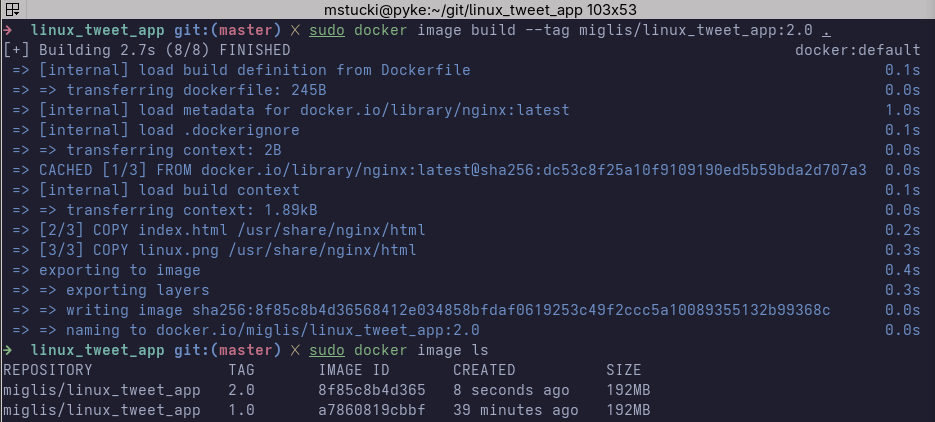 mstucki@pyke:~/git/linux_tweet_app 103x53
➜ linux_tweet_app git:(master) ✗ sudo docker image build --tag miglis/linux_tweet_app:2.0 .
[+] Building 2.7s (8/8) FINISHED docker:default
=> [internal] load build definition from Dockerfile 0.1s
=> => transferring dockerfile: 245B 0.0s
=> [internal] load metadata for docker.io/library/nginx:latest 1.0s
=> [internal] load .dockerignore 0.1s
=> => transferring context: 2B 0.0s
=> CACHED [1/3] FROM docker.io/library/nginx:latest@sha256:dc53c8f25a10f9109190ed5b59bda2d707a3 0.0s
=> [internal] load build context 0.1s
=> => transferring context: 1.89kB 0.0s
=> [2/3] COPY index.html /usr/share/nginx/html 0.2s
=> [3/3] COPY linux.png /usr/share/nginx/html 0.3s
=> exporting to image 0.4s
=> => exporting layers 0.3s
=> => writing image sha256:8f85c8b4d36568412e034858bfdaf0619253c49f2ccc5a10089355132b99368c 0.0s
=> => naming to docker.io/miglis/linux_tweet_app:2.0 0.0s
➜ linux_tweet_app git:(master) ✗ sudo docker image ls
REPOSITORY TAG IMAGE ID CREATED SIZE
miglis/linux_tweet_app 2.0 8f85c8b4d365 8 seconds ago 192MB
miglis/linux_tweet_app 1.0 a7860819cbbf 39 minutes ago 192MB